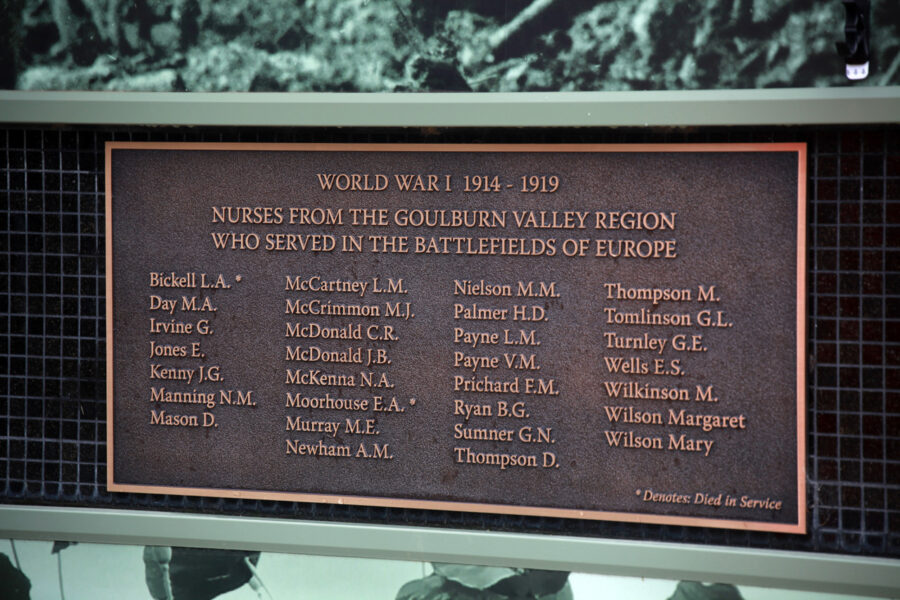 WORLD WAR I 1914 - 1919
NURSES FROM THE GOULBURN VALLEY REGION
WHO SERVED IN THE BATTLEFIELDS OF EUROPE
Bickell L.A. *
Day M.A.
Irvine G.
Jones E.
Kenny J.G.
Manning N.M.
Mason D.
McCartney L.M.
McCrimmon M.J.
McDonald C.R.
McDonald J.B.
McKenna N.A.
Moorhouse E.A. *
Murray M.E.
Newham A.M.
Nielson M.M.
Palmer H.D.
Payne L.M.
Payne V.M.
Prichard F.M.
Ryan B.G.
Sumner G.N.
Thompson D.
Thompson M.
Tomlinson G.L.
Turnley G.E.
Wells E.S.
Wilkinson M.
Wilson Margaret
Wilson Mary
* Denotes: Died in Service